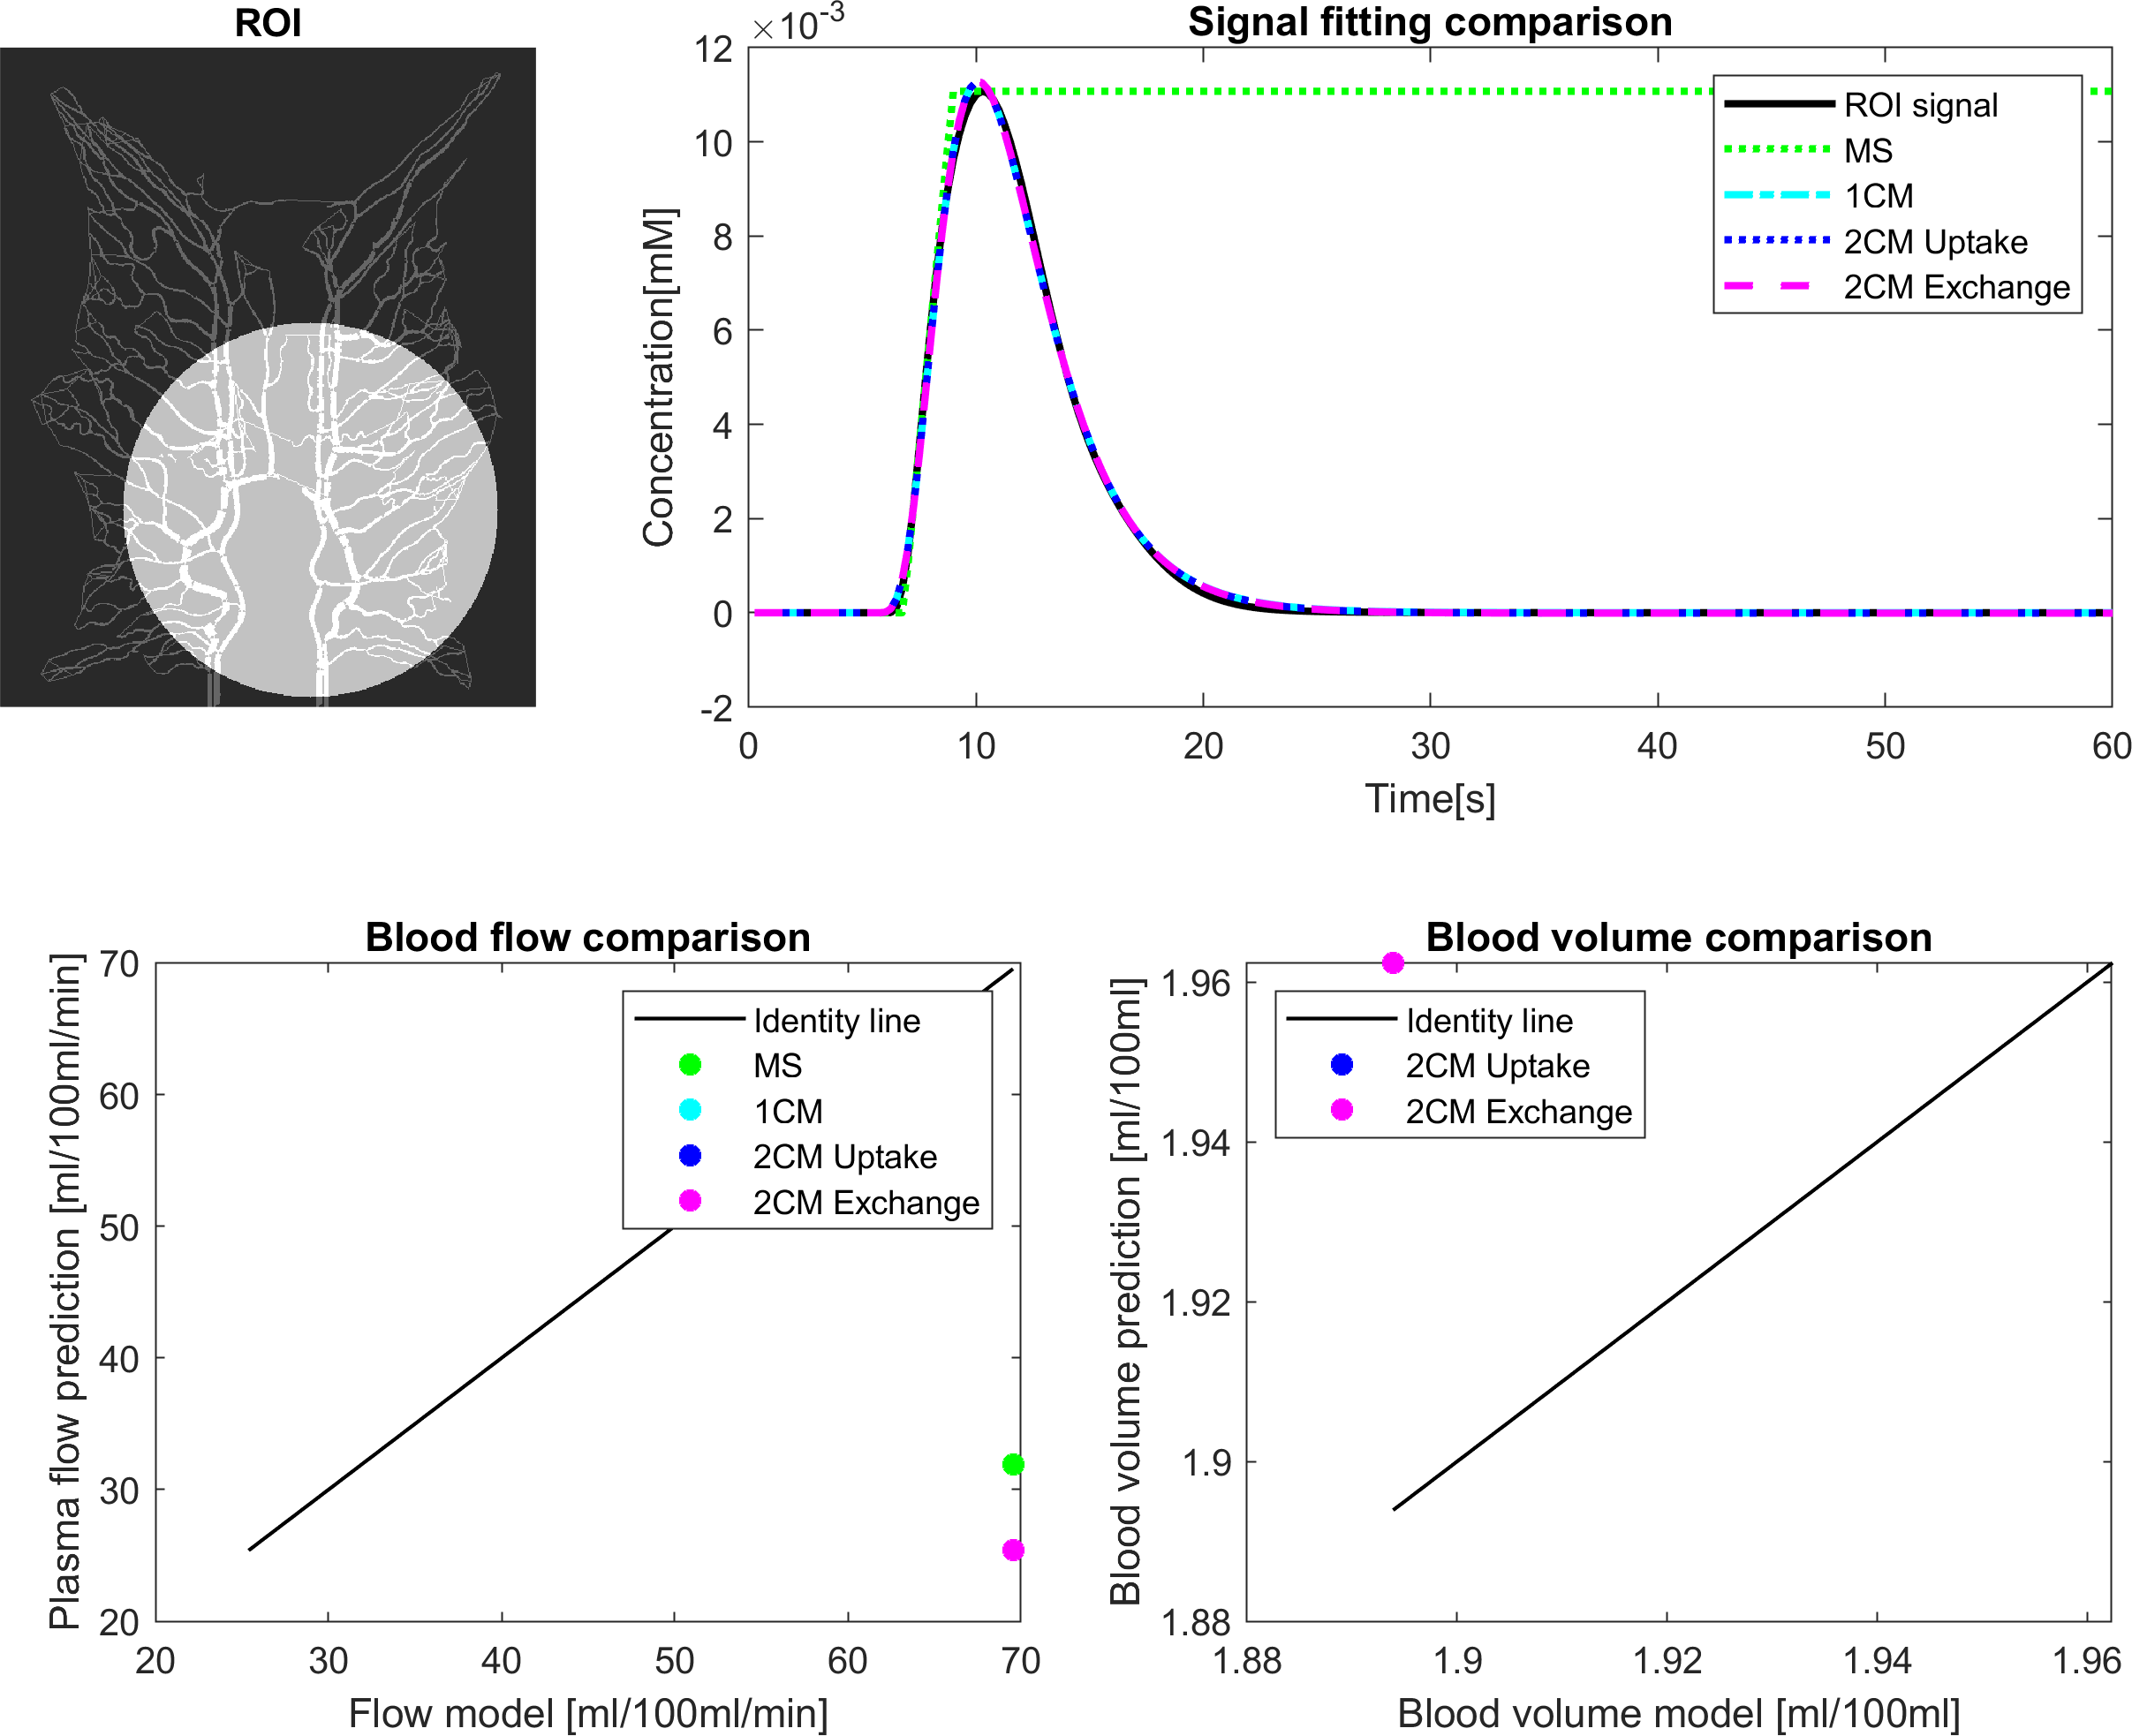 ROI
Signal fitting comparison
×10-3
12
10
8
6
4
2
0
-2
Concentration[mM]
0 10 20 30 40 50 60
Time[s]
ROI signal
MS
1CM
2CM Uptake
2CM Exchange
Blood flow comparison
70
60
50
40
30
20
Plasma flow prediction [ml/100ml/min]
20 30 40 50 60 70
Flow model [ml/100ml/min]
Identity line
MS
1CM
2CM Uptake
2CM Exchange
Blood volume comparison
1.96
1.94
1.92
1.9
1.88
Blood volume prediction [ml/100ml]
1.88 1.9 1.92 1.94 1.96
Blood volume model [ml/100ml]
Identity line
2CM Uptake
2CM Exchange